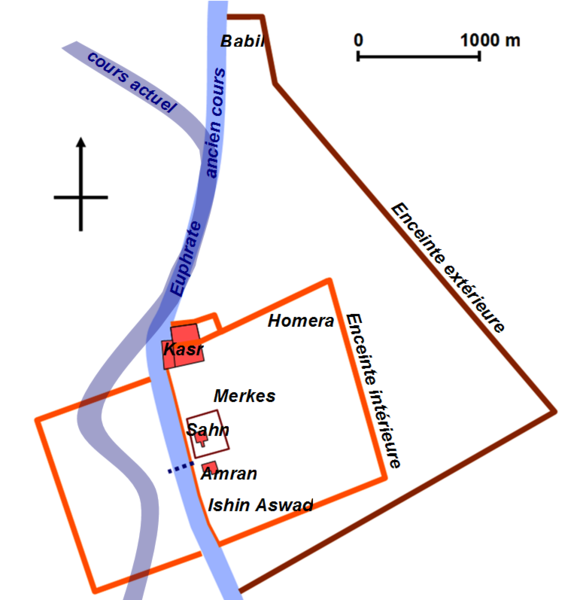 Babil
0
1000 m
cours actuel
ancien cours
Euphrate
Enceinte extérieure
Homera
Enceinte intérieure
Kasr
Merkes
Sahn
Amran
Ishin Aswad